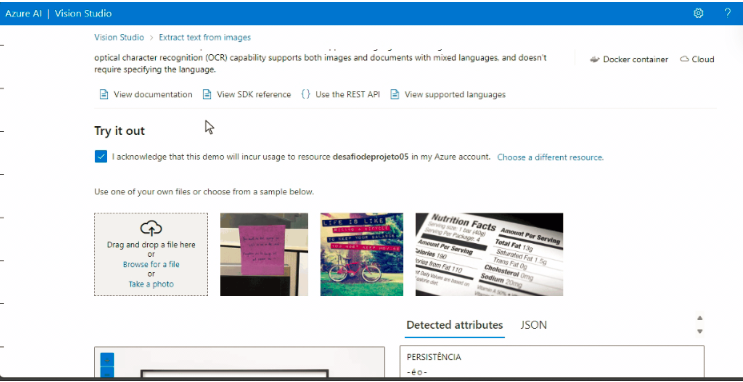 Azure AI | Vision Studio
?
Vision Studio > Extract text from images
optical character recognition (OCR) capability supports both images and documents with mixed languages. and doesn't
require specifying the language.
Docker container
Cloud
View documentation
View SDK reference
{} Use the REST API
View supported languages
Try it out
I acknowledge that this demo will incur usage to resource desafiodeprojeto05 in my Azure account. Choose a different resource.
Use one of your own files or choose from a sample below.
Drag and drop a file here
or
Browse for a file
or
Take a photo
LIFE IS LIKE
Nutrition Facts
Serving size: 1 bar (40g)
Serving Per Package: 4
Amount Per Serving
Calories 190
Calories from Fat 110
Amount Per Serving
Total Fat 13g
Saturated Fat 1.5g
Trans Fat 0g
Cholesterol 0mg
Sodium 20mg
Detected attributes
JSON
PERSISTÊNCIA
-éo-